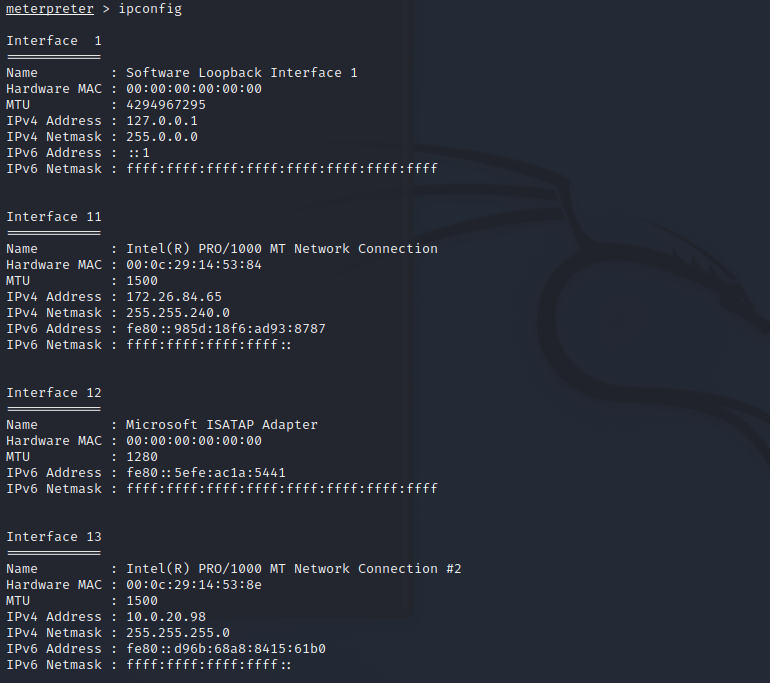 meterpreter > ipconfig
Interface  1
============
Name         : Software Loopback Interface 1
Hardware MAC : 00:00:00:00:00:00
MTU          : 4294967295
IPv4 Address : 127.0.0.1
IPv4 Netmask : 255.0.0.0
IPv6 Address : ::1
IPv6 Netmask : ffff:ffff:ffff:ffff:ffff:ffff:ffff:ffff
Interface 11
============
Name         : Intel(R) PRO/1000 MT Network Connection
Hardware MAC : 00:0c:29:14:53:84
MTU          : 1500
IPv4 Address : 172.26.84.65
IPv4 Netmask : 255.255.240.0
IPv6 Address : fe80::985d:18f6:ad93:8787
IPv6 Netmask : ffff:ffff:ffff:ffff::
Interface 12
============
Name         : Microsoft ISATAP Adapter
Hardware MAC : 00:00:00:00:00:00
MTU          : 1280
IPv6 Address : fe80::5efe:ac1a:5441
IPv6 Netmask : ffff:ffff:ffff:ffff:ffff:ffff:ffff:ffff
Interface 13
============
Name         : Intel(R) PRO/1000 MT Network Connection #2
Hardware MAC : 00:0c:29:14:53:8e
MTU          : 1500
IPv4 Address : 10.0.20.98
IPv4 Netmask : 255.255.255.0
IPv6 Address : fe80::d96b:68a8:8415:61b0
IPv6 Netmask : ffff:ffff:ffff:ffff::